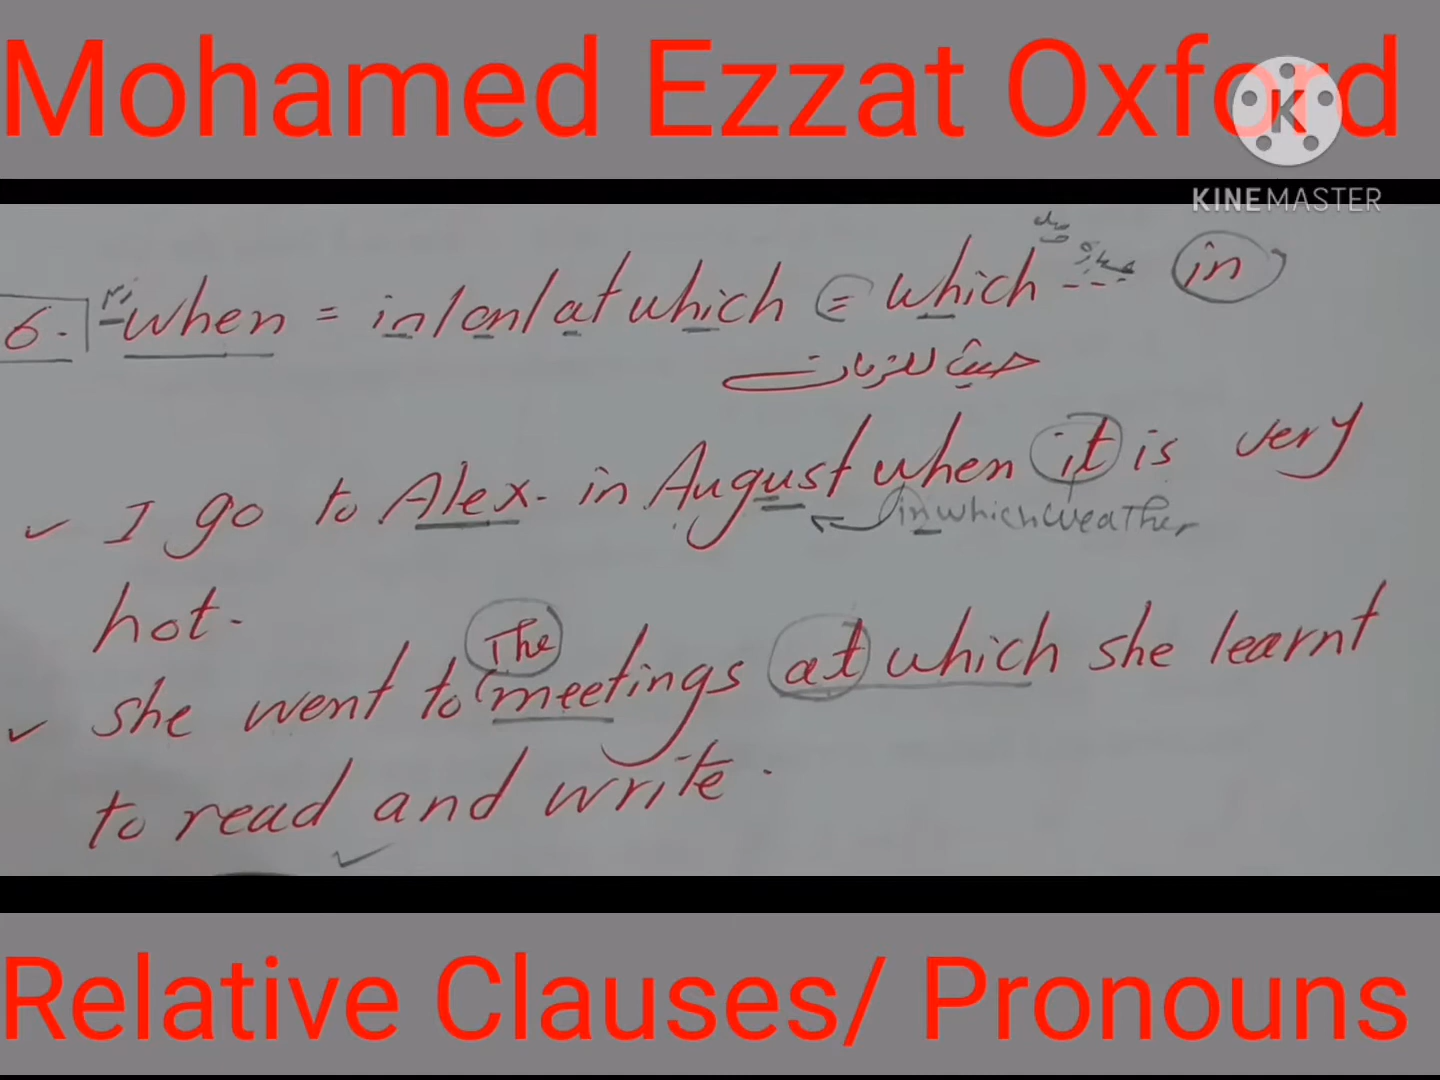 Mohamed Ezzat Oxford
KINEMASTER
6. when = in/on/at which = which --- in
حيث للزمان
I go to Alex. in August when it is very
in which weather
hot.
The
she went to meetings at which she learnt
to read and write.
Relative Clauses/ Pronouns